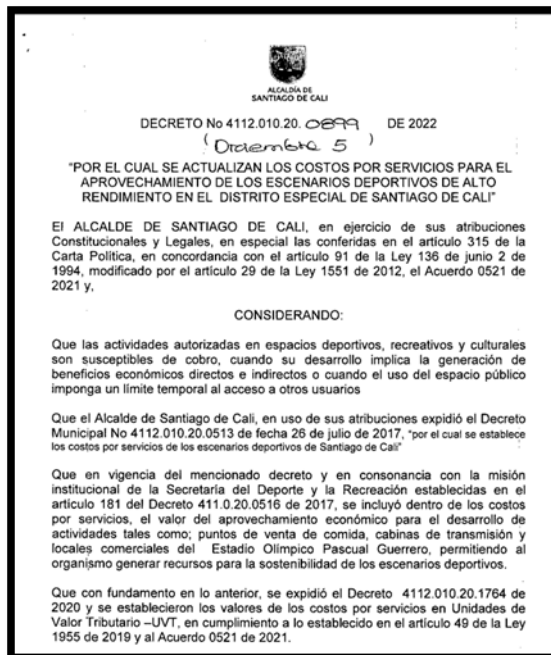 ALCALDÍA DE
SANTIAGO DE CALI
DECRETO No 4112.010.20. 0899 DE 2022
( Diciembre 5 )
"POR EL CUAL SE ACTUALIZAN LOS COSTOS POR SERVICIOS PARA EL
APROVECHAMIENTO DE LOS ESCENARIOS DEPORTIVOS DE ALTO
RENDIMIENTO EN EL DISTRITO ESPECIAL DE SANTIAGO DE CALI"
El ALCALDE DE SANTIAGO DE CALI, en ejercicio de sus atribuciones
Constitucionales y Legales, en especial las conferidas en el artículo 315 de la
Carta Política, en concordancia con el artículo 91 de la Ley 136 de junio 2 de
1994, modificado por el artículo 29 de la Ley 1551 de 2012, el Acuerdo 0521 de
2021 y,
CONSIDERANDO:
Que las actividades autorizadas en espacios deportivos, recreativos y culturales
son susceptibles de cobro, cuando su desarrollo implica la generación de
beneficios económicos directos e indirectos o cuando el uso del espacio público
imponga un límite temporal al acceso a otros usuarios
Que el Alcalde de Santiago de Cali, en uso de sus atribuciones expidió el Decreto
Municipal No 4112.010.20.0513 de fecha 26 de julio de 2017, "por el cual se establece
los costos por servicios de los escenarios deportivos de Santiago de Cali"
Que en vigencia del mencionado decreto y en consonancia con la misión
institucional de la Secretaría del Deporte y la Recreación establecidas en el
artículo 181 del Decreto 411.0.20.0516 de 2017, se incluyó dentro de los costos
por servicios, el valor del aprovechamiento económico para el desarrollo de
actividades tales como; puntos de venta de comida, cabinas de transmisión y
locales comerciales del Estadio Olímpico Pascual Guerrero, permitiendo al
organismo generar recursos para la sostenibilidad de los escenarios deportivos.
Que con fundamento en lo anterior, se expidió el Decreto 4112.010.20.1764 de
2020 y se establecieron los valores de los costos por servicios en Unidades de
Valor Tributario –UVT, en cumplimiento a lo establecido en el artículo 49 de la Ley
1955 de 2019 y al Acuerdo 0521 de 2021.